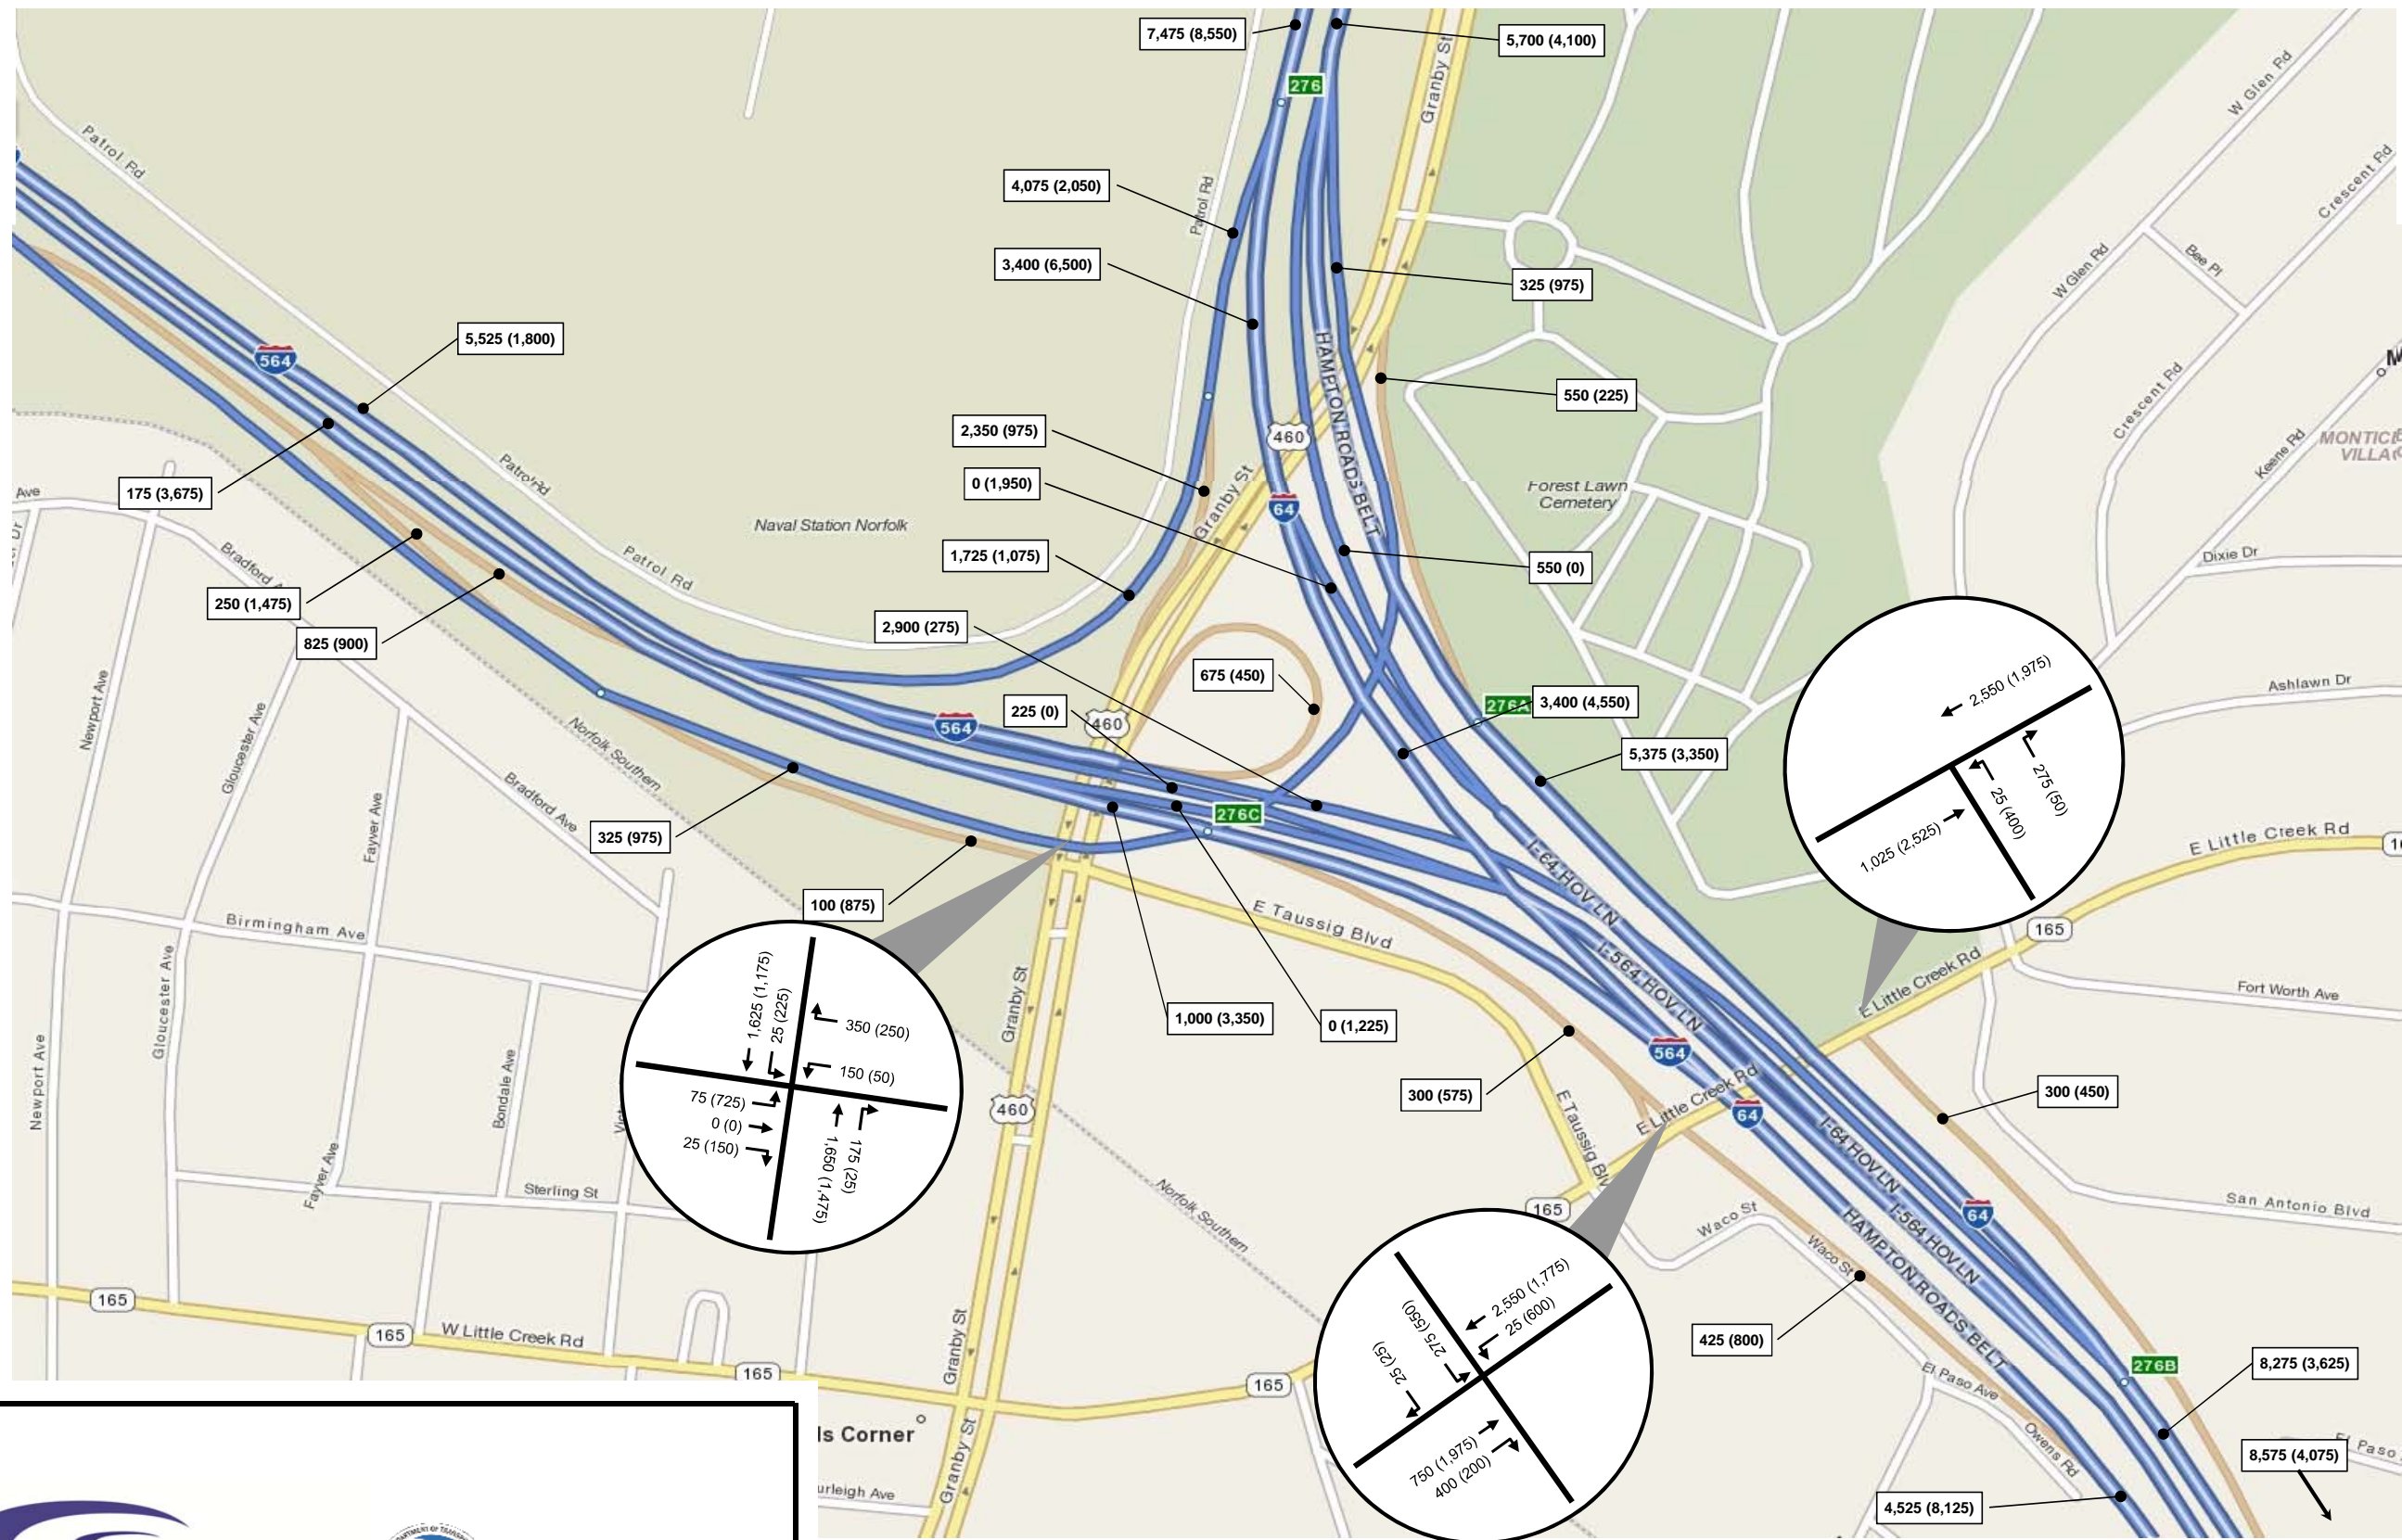 7,475 (8,550)
5,700 (4,100)
276
Granby St
W Glen Rd
Patrol Rd
4,075 (2,050)
Patrol Rd
Crescent Rd
3,400 (6,500)
325 (975)
W Glen Rd
Bee Pl
5,525 (1,800)
564
HAMPTON ROADS BELT
550 (225)
Crescent Rd
2,350 (975)
460
MONTICE
VILLA
Keene Rd
175 (3,675)
Patrol Rd
0 (1,950)
Granby St
64
Forest Lawn
Cemetery
Ave
Naval Station Norfolk
1,725 (1,075)
550 (0)
Dixie Dr
Bradford A
Patrol Rd
250 (1,475)
825 (900)
2,900 (275)
675 (450)
225 (0)
460
276A
3,400 (4,550)
2,550 (1,975)
275 (50)
25 (400)
1,025 (2,525)
Ashlawn Dr
Newport Ave
Gloucester Ave
Norfolk Southern
564
5,375 (3,350)
Bradford Ave
Fayver Ave
325 (975)
276C
E Little Creek Rd
I-64 HOV LN
100 (875)
E Taussig Blvd
Birmingham Ave
165
I-564 HOV LN
E Little Creek Rd
Fort Worth Ave
1,625 (1,175)
25 (225)
350 (250)
150 (50)
75 (725)
0 (0)
25 (150)
1,650 (1,475)
175 (25)
Granby St
1,000 (3,350)
0 (1,225)
Gloucester Ave
Newport Ave
Bondale Ave
564
300 (575)
E Little Creek Rd
64
300 (450)
460
E Taussig Blv
I-64 HOV LN
Fayver Ave
Sterling St
Norfolk Southern
165
Waco St
64
San Antonio Blvd
Waco St
HAMPTON ROADS BELT
I-564 HOV LN
165
165
W Little Creek Rd
165
Granby St
165
2,550 (1,775)
25 (600)
275 (550)
25 (25)
750 (1,975)
400 (200)
425 (800)
276B
8,275 (3,625)
El Paso Ave
ls Corner
Granby St
Owens Rd
El Paso
8,575 (4,075)
urleigh Ave
4,525 (8,125)